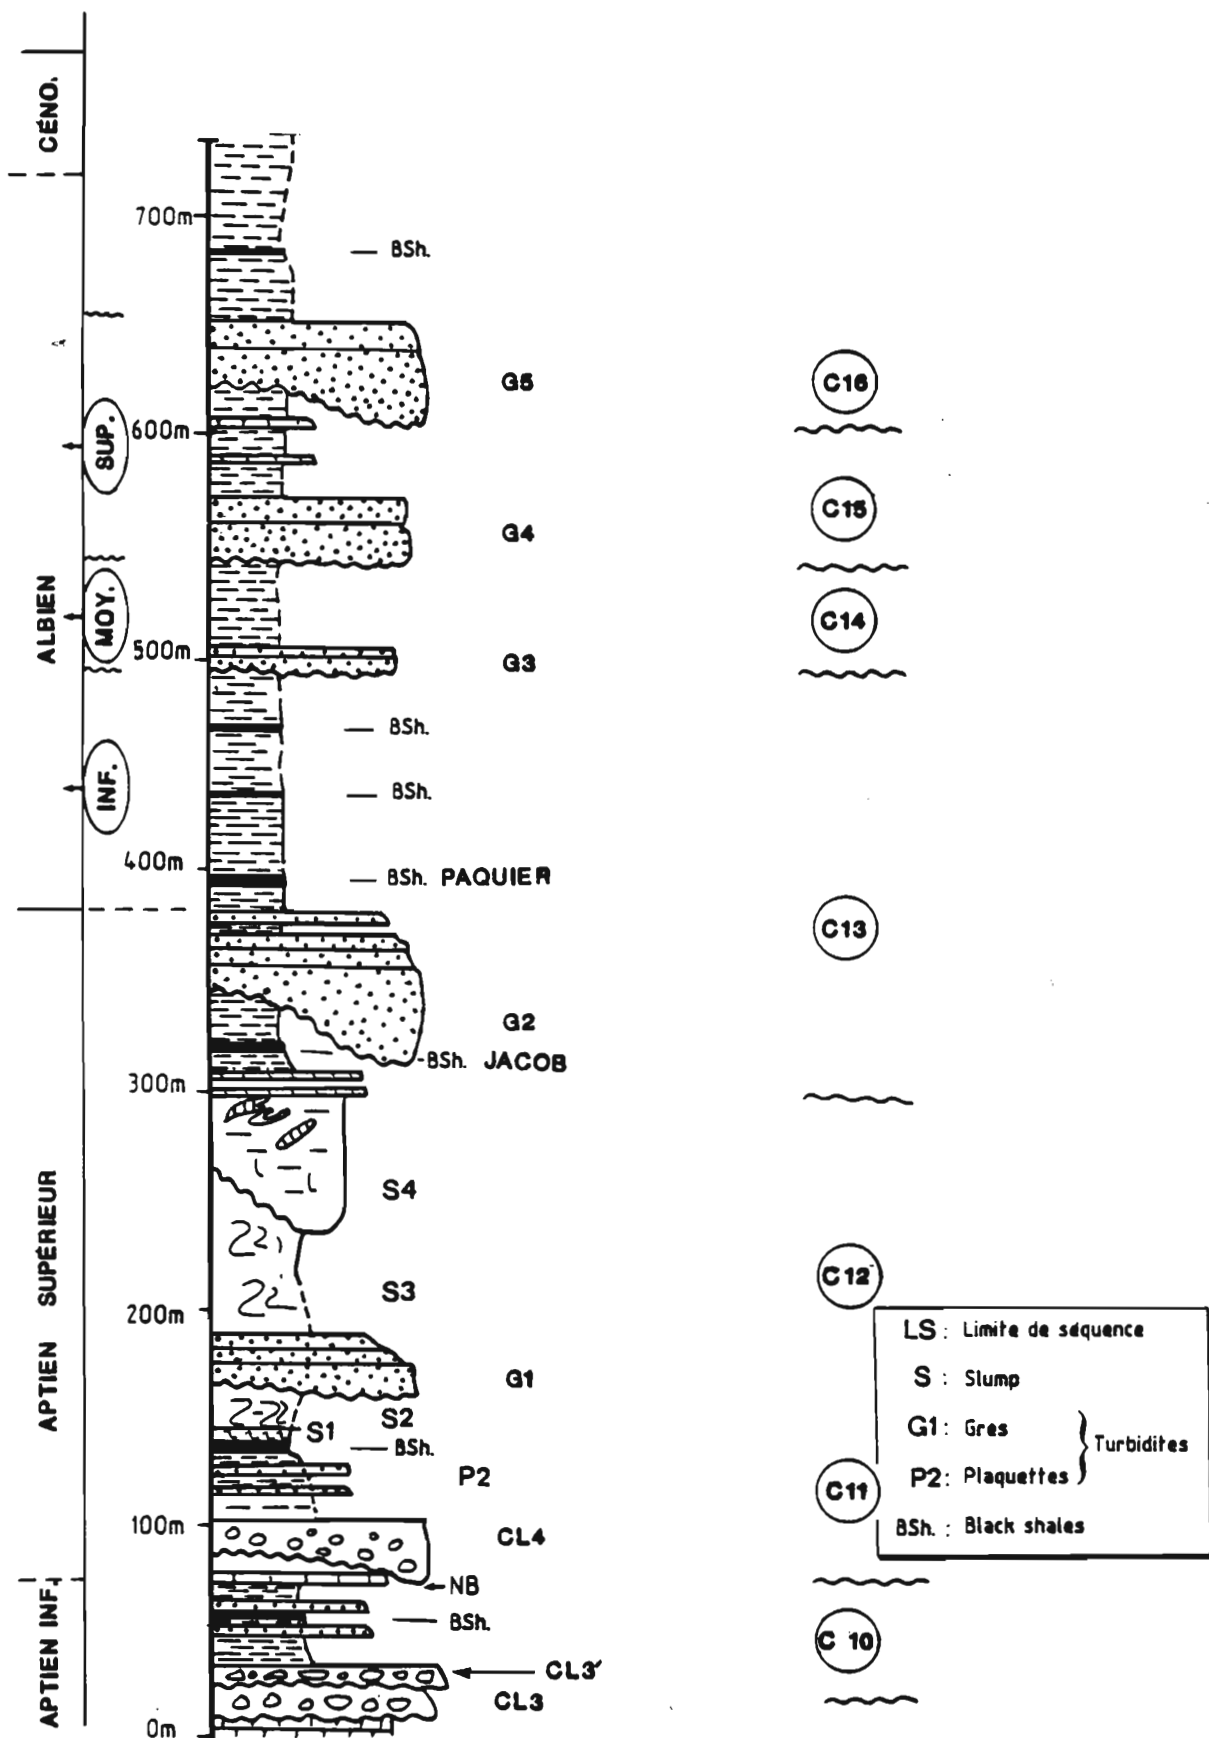 CÉNO.
700m
BSh.
G5
C16
SUP.
600m
C15
G4
ALBIEN
MOY.
C14
500m
G3
BSh.
INF.
BSh.
400m
BSh. PAQUIER
C13
G2
BSh. JACOB
300m
APTIEN SUPÉRIEUR
S4
C12
S3
200m
LS : Limite de séquence
S : Slump
G1
G1 : Gres
Turbidites
S2
S1
BSh.
P2
P2 : Plaquettes
C11
100m
CL4
BSh. : Black shales
NB
APTIEN INF.
BSh.
C 10
CL3'
CL3
0m